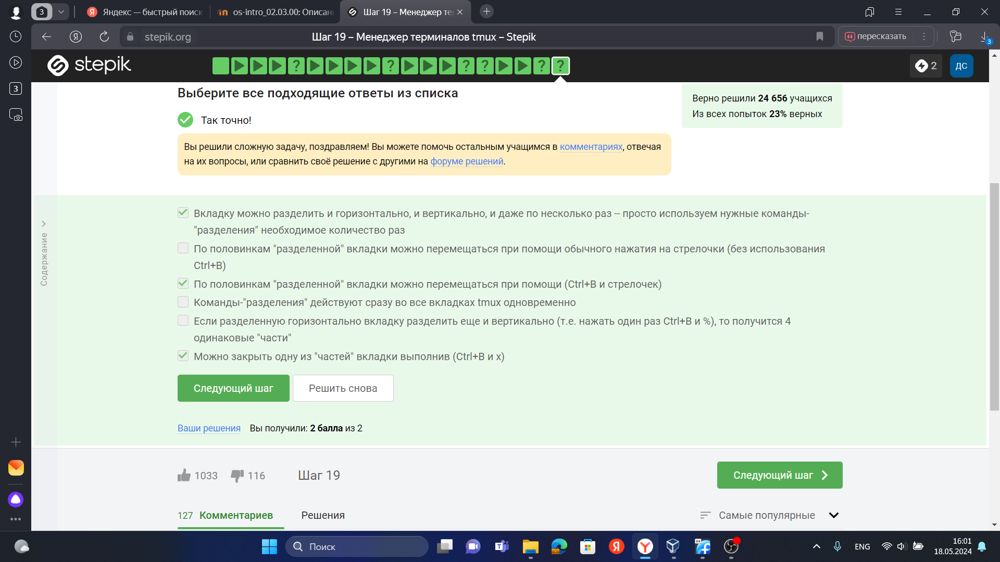 3
Яндекс — быстрый поиск
os-intro_02.03.00: Описани
Шаг 19 – Менеджер те
stepik.org
Шаг 19 – Менеджер терминалов tmux – Stepik
пересказать
3
3
stepik
2
ДС
Выберите все подходящие ответы из списка
Верно решили 24 656 учащихся
Из всех попыток 23% верных
Так точно!
Вы решили сложную задачу, поздравляем! Вы можете помочь остальным учащимся в комментариях, отвечая
на их вопросы, или сравнить своё решение с другими на форуме решений.
Содержание
Вкладку можно разделить и горизонтально, и вертикально, и даже по несколько раз -- просто используем нужные команды-
"разделения" необходимое количество раз
По половинкам "разделенной" вкладки можно перемещаться при помощи обычного нажатия на стрелочки (без использования
Ctrl+B)
По половинкам "разделенной" вкладки можно перемещаться при помощи (Ctrl+B и стрелочек)
Команды-"разделения" действуют сразу во все вкладках tmux одновременно
Если разделенную горизонтально вкладку разделить еще и вертикально (т.е. нажать один раз Ctrl+B и %), то получится 4
одинаковые "части"
Можно закрыть одну из "частей" вкладки выполнив (Ctrl+B и x)
Следующий шаг
Решить снова
Ваши решения Вы получили: 2 балла из 2
1033
116
Шаг 19
Следующий шаг
127 Комментариев
Решения
Самые популярные
Поиск
64
ENG
16:01
18.05.2024